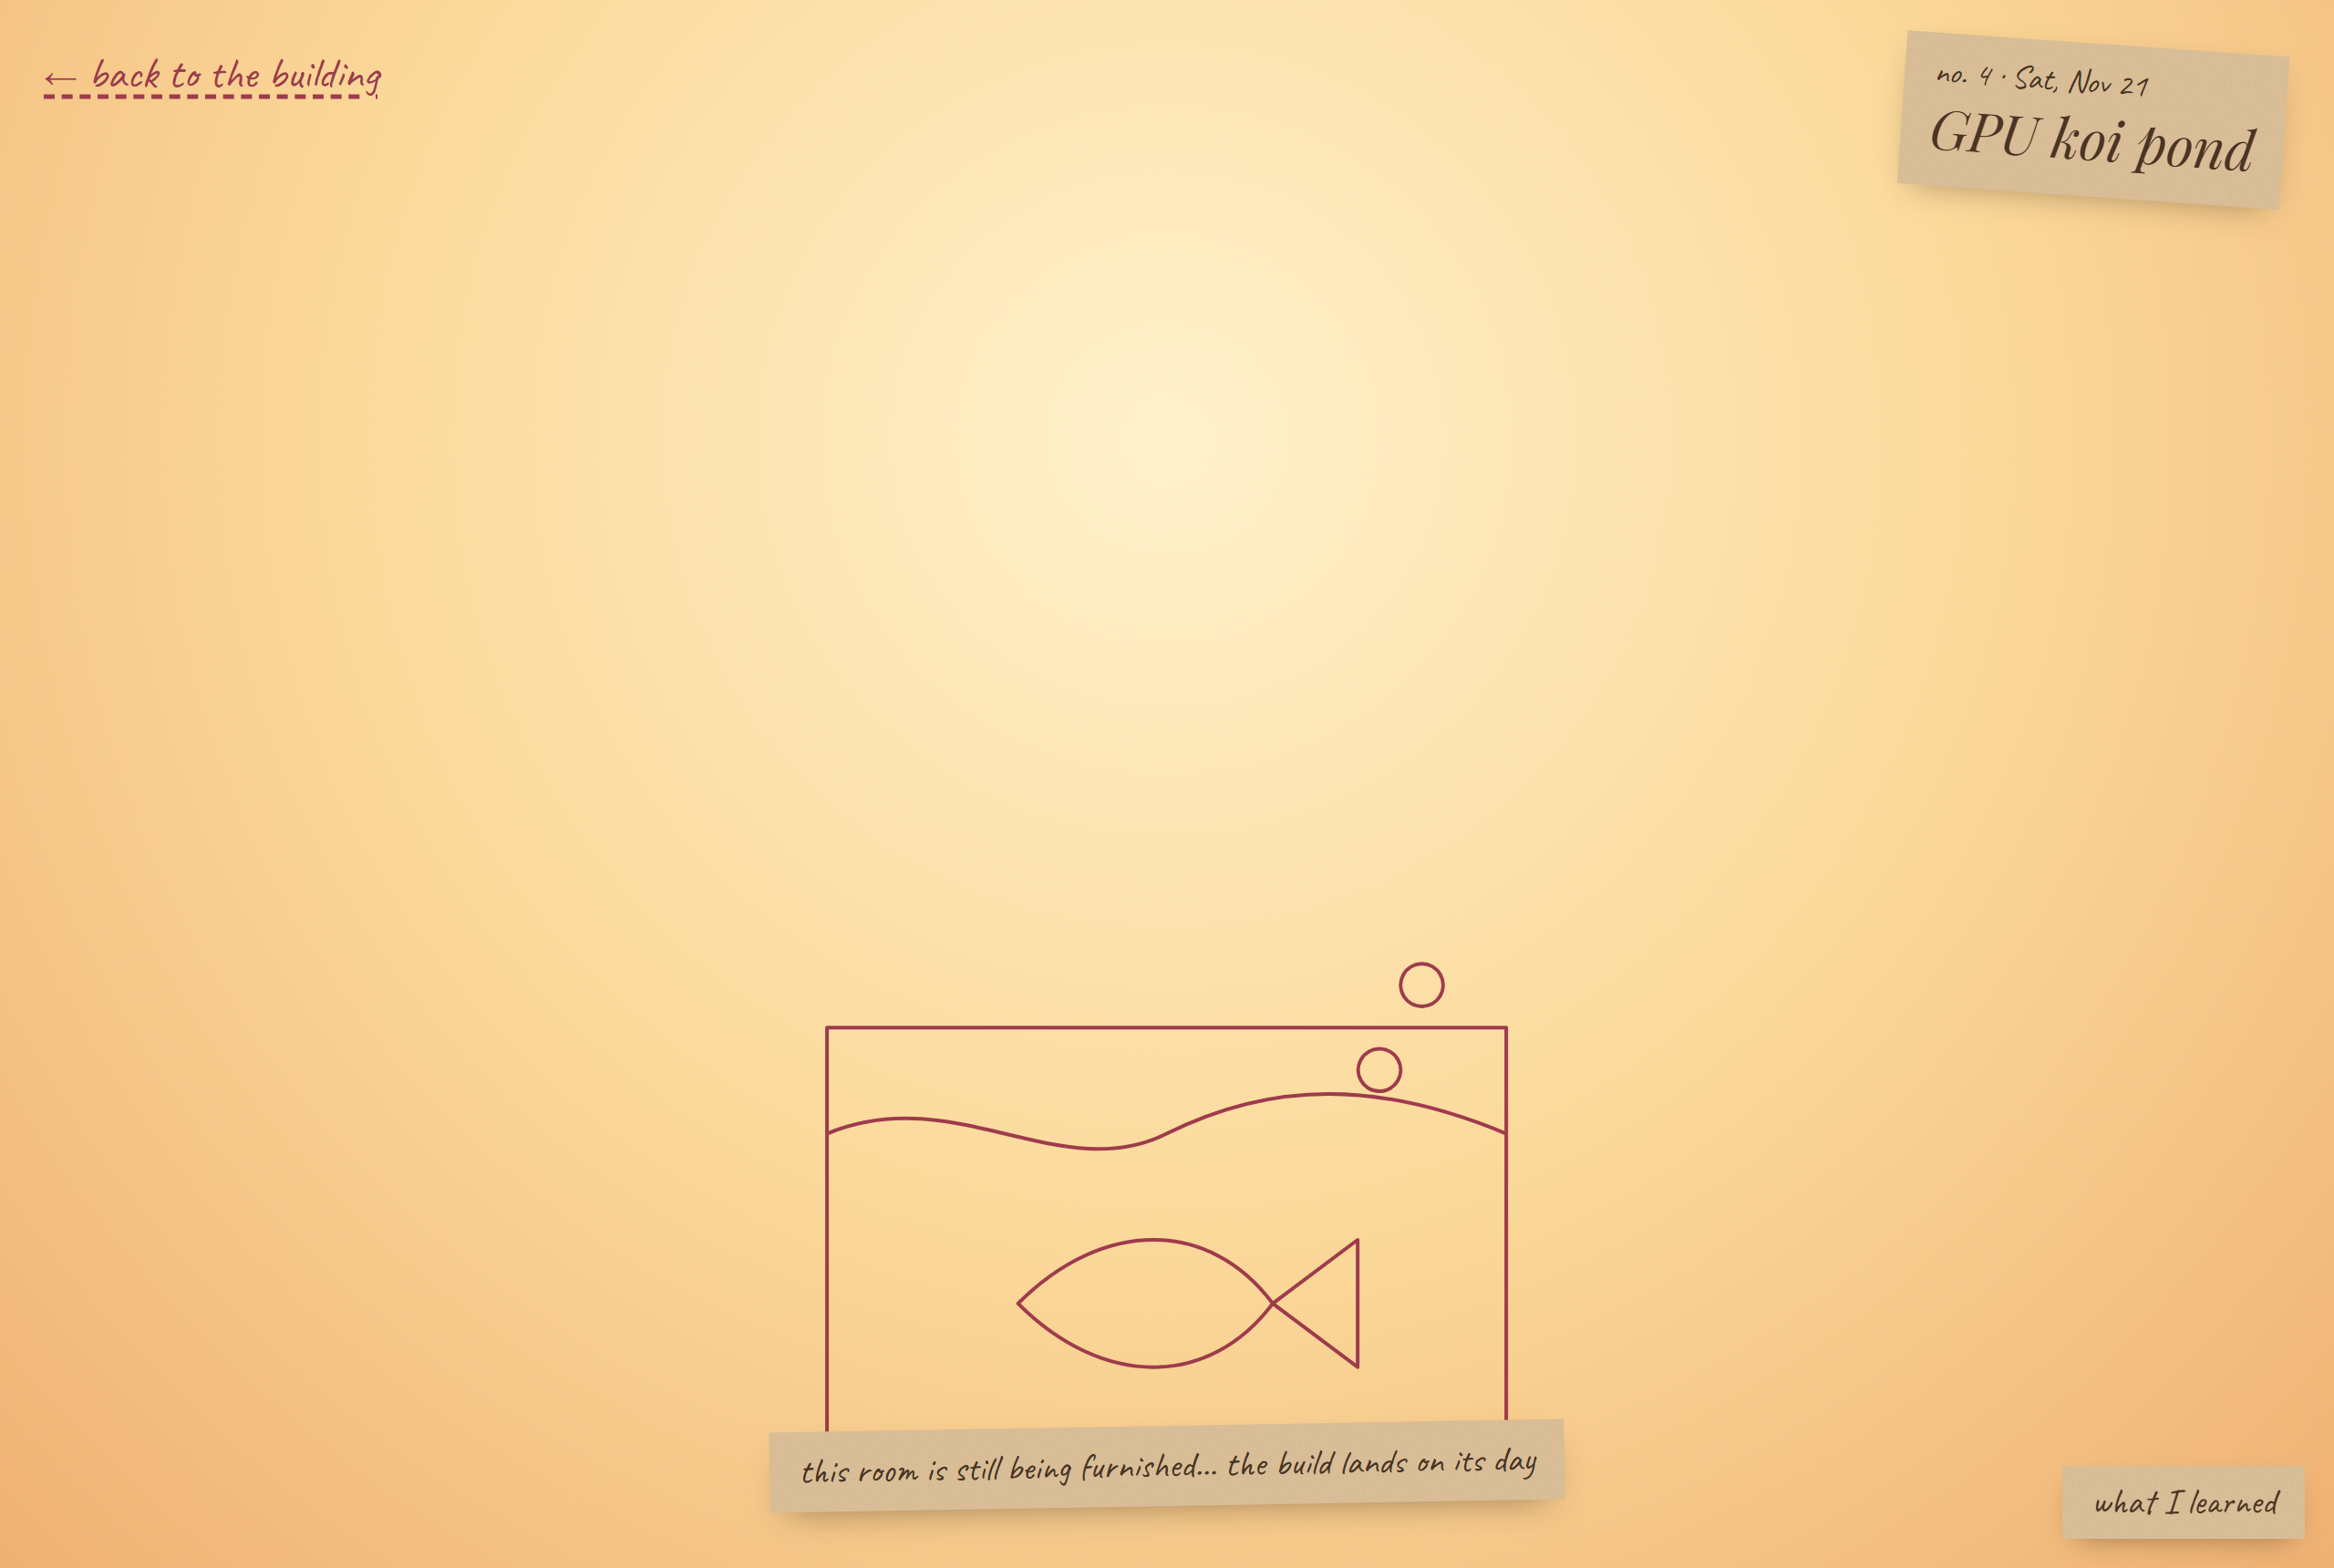 ← back to the building
no. 4 · Sat, Nov 21
GPU koi pond
this room is still being furnished... the build lands on its day
what I learned